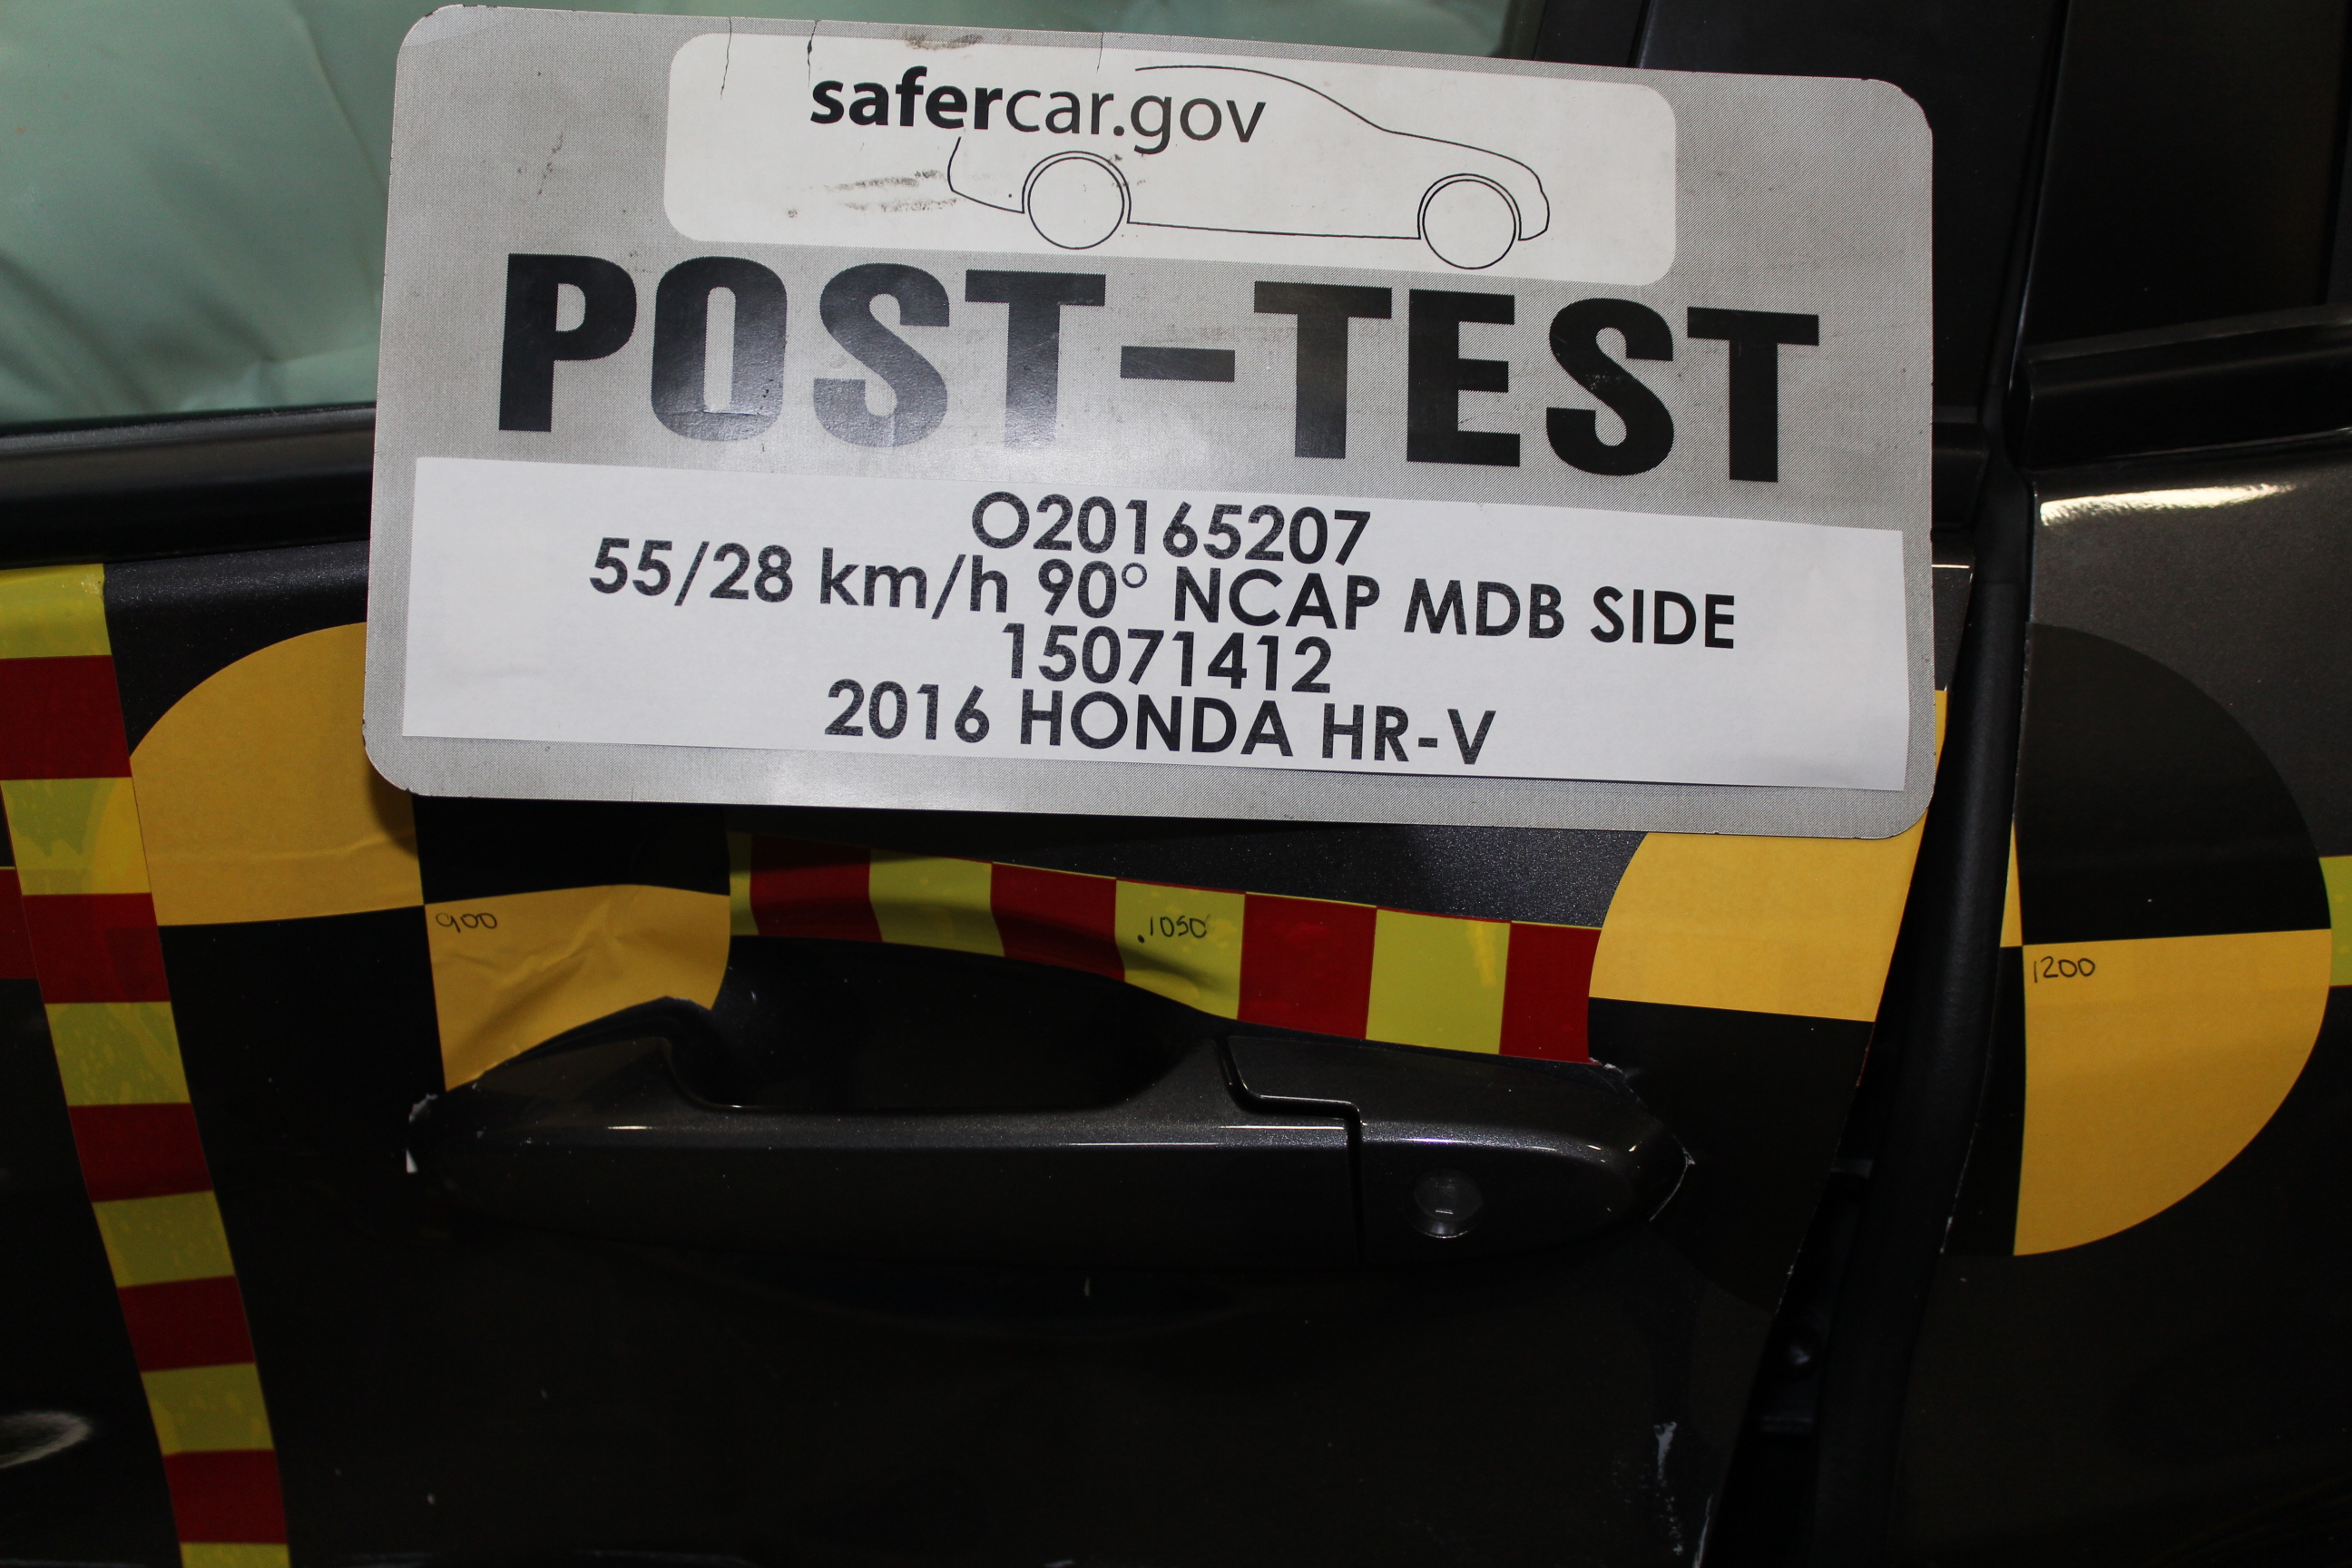 safercar.gov
POST-TEST
O20165207
55/28 km/h 90° NCAP MDB SIDE
15071412
2016 HONDA HR-V
900
.1050
1200